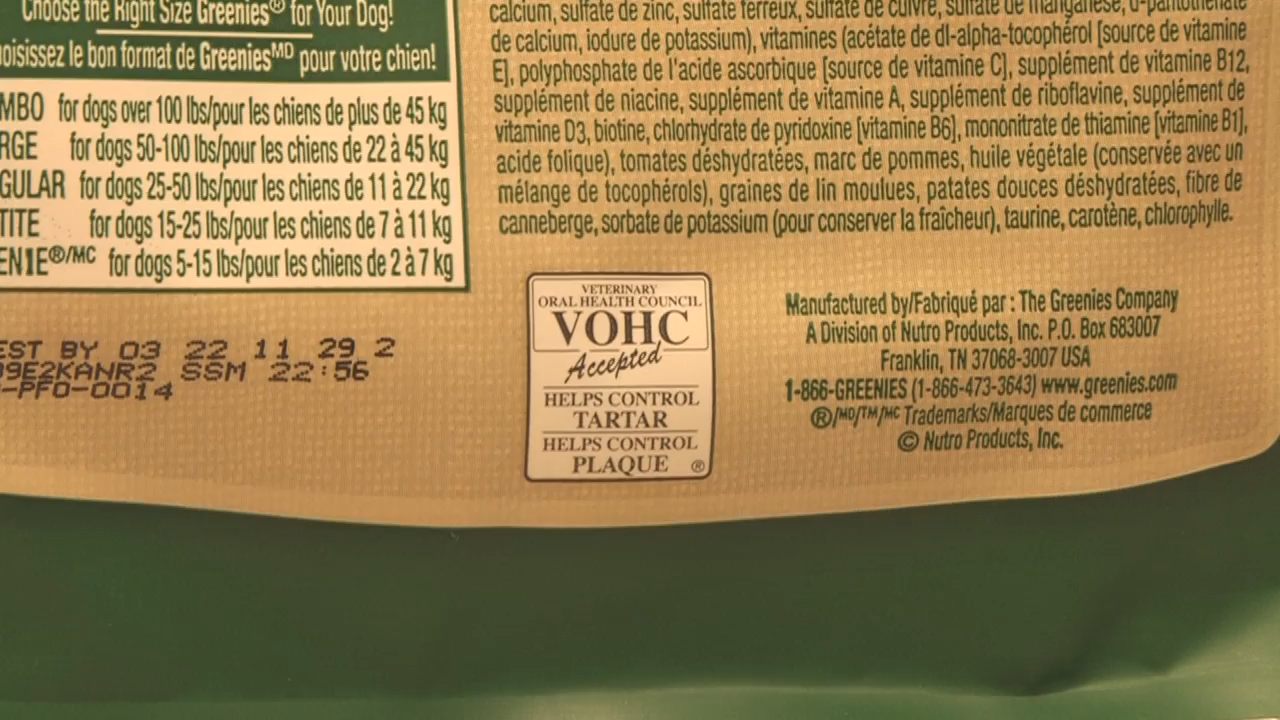 Choose the Right Size Greenies® for Your Dog!
oisissez le bon format de Greeniesᴹᴰ pour votre chien!
MBO for dogs over 100 lbs/pour les chiens de plus de 45 kg
RGE for dogs 50-100 lbs/pour les chiens de 22 à 45 kg
GULAR for dogs 25-50 lbs/pour les chiens de 11 à 22 kg
TITE for dogs 15-25 lbs/pour les chiens de 7 à 11 kg
ENIE®/MC for dogs 5-15 lbs/pour les chiens de 2 à 7 kg
EST BY 03 22 11 29 2
9E2KANR2 SSM 22:56
-PF0-0014
calcium, sulfate de zinc, sulfate ferreux, sulfate de cuivre, sulfate de manganèse, d-pantothénate
de calcium, iodure de potassium), vitamines (acétate de dl-alpha-tocophérol [source de vitamine
E], polyphosphate de l'acide ascorbique [source de vitamine C], supplément de vitamine B12,
supplément de niacine, supplément de vitamine A, supplément de riboflavine, supplément de
vitamine D3, biotine, chlorhydrate de pyridoxine [vitamine B6], mononitrate de thiamine [vitamine B1],
acide folique), tomates déshydratées, marc de pommes, huile végétale (conservée avec un
mélange de tocophérols), graines de lin moulues, patates douces déshydratées, fibre de
canneberge, sorbate de potassium (pour conserver la fraîcheur), taurine, carotène, chlorophylle.
VETERINARY
ORAL HEALTH COUNCIL
VOHC
Accepted
HELPS CONTROL
TARTAR
HELPS CONTROL
PLAQUE ®
Manufactured by/Fabriqué par : The Greenies Company
A Division of Nutro Products, Inc. P.O. Box 683007
Franklin, TN 37068-3007 USA
1-866-GREENIES (1-866-473-3643) www.greenies.com
®/MD/TM/MC Trademarks/Marques de commerce
© Nutro Products, Inc.